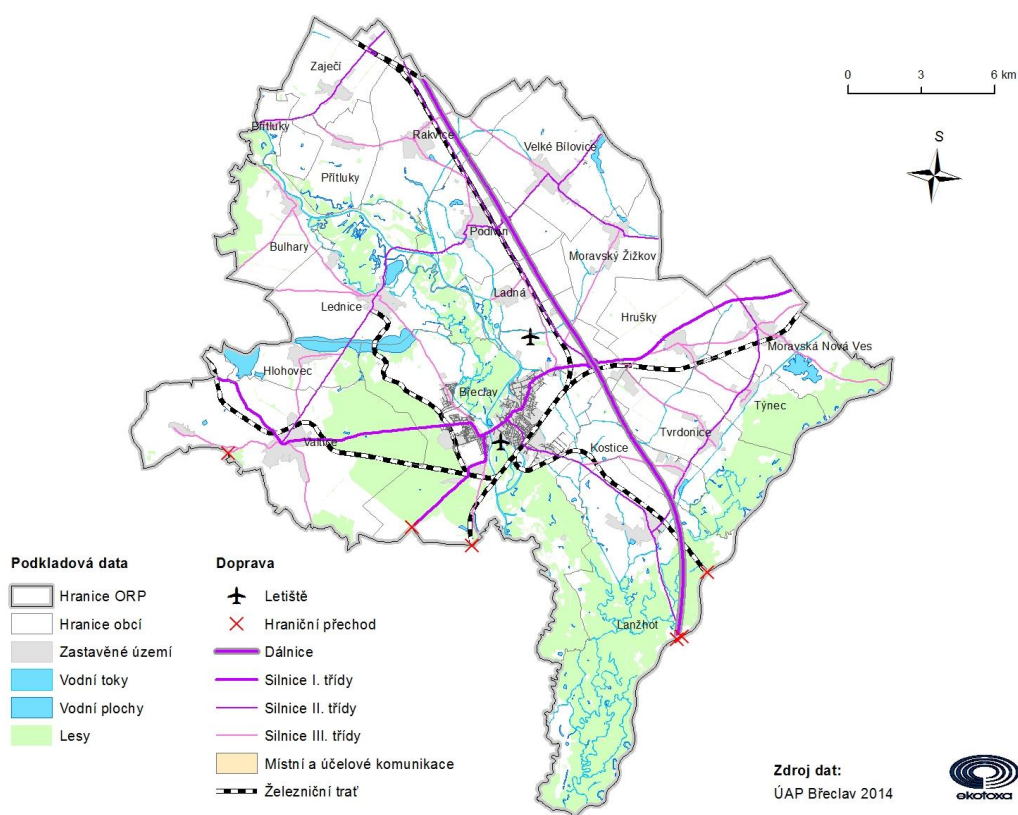 Zaječí
0 3 6 km
Přítluky
Rakvice
Velké Bílovice
S
Přítluky
Podivín
Bulhary
Moravský Žižkov
Ladná
Lednice
Hrušky
Moravská Nová Ves
Hlohovec
Břeclav
Týnec
Tvrdonice
Valtice
Kostice
Lanžhot
Podkladová data
Hranice ORP
Hranice obcí
Zastavěné území
Vodní toky
Vodní plochy
Lesy
Doprava
Letiště
Hraniční přechod
Dálnice
Silnice I. třídy
Silnice II. třídy
Silnice III. třídy
Místní a účelové komunikace
Železniční trať
Zdroj dat:
ÚAP Břeclav 2014
ekotoxa